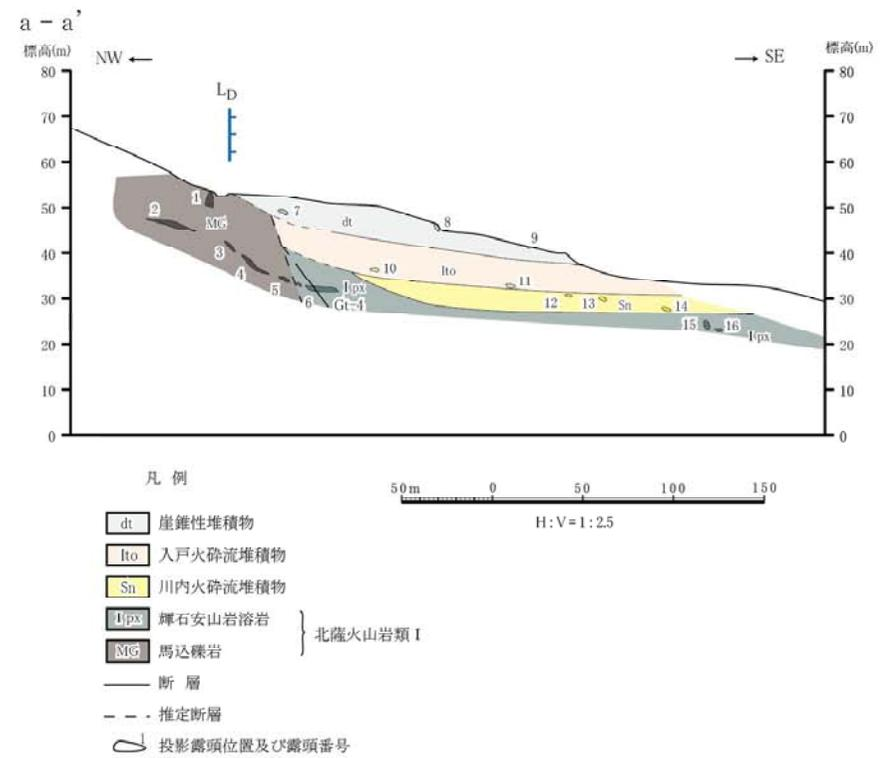 a − a’
標高(m)
NW ←
LD
→ SE
標高(m)
80
70
60
50
40
30
20
10
0
80
70
60
50
40
30
20
10
0
1
2
MG
3
4
5
6
7
dt
8
9
10
Ito
11
I px
Gt-4
12
13
Sn
14
15
16
I px
凡 例
dt 崖錐性堆積物
Ito 入戸火砕流堆積物
Sn 川内火砕流堆積物
I px 輝石安山岩溶岩
MG 馬込礫岩
北薩火山岩類 I
断 層
推定断層
1 投影露頭位置及び露頭番号
50m 0 50 100 150
H:V=1:2.5